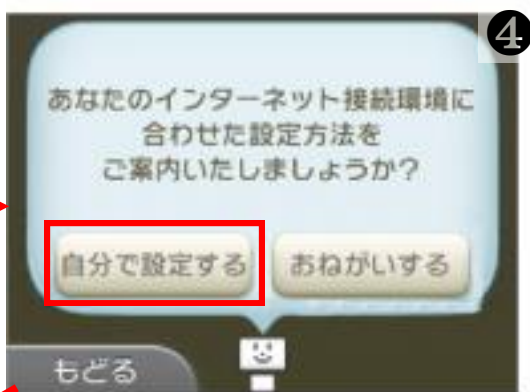 ❹
あなたのインターネット接続環境に
合わせた設定方法を
ご案内いたしましょうか?
自分で設定する
おねがいする
もどる